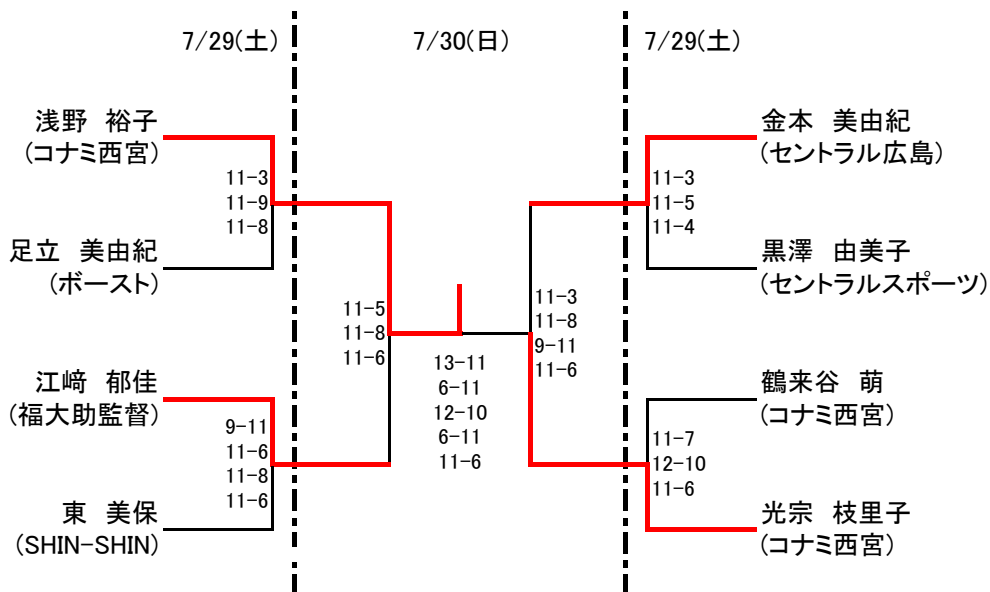 7/29(土)
7/30(日)
7/29(土)
浅野 裕子
(コナミ西宮)
11-3
11-9
11-8
足立 美由紀
(ボースト)
11-5
11-8
11-6
江﨑 郁佳
(福大助監督)
9-11
11-6
11-8
11-6
東 美保
(SHIN-SHIN)
13-11
6-11
12-10
6-11
11-6
金本 美由紀
(セントラル広島)
11-3
11-5
11-4
黒澤 由美子
(セントラルスポーツ)
11-3
11-8
9-11
11-6
鶴来谷 萌
(コナミ西宮)
11-7
12-10
11-6
光宗 枝里子
(コナミ西宮)